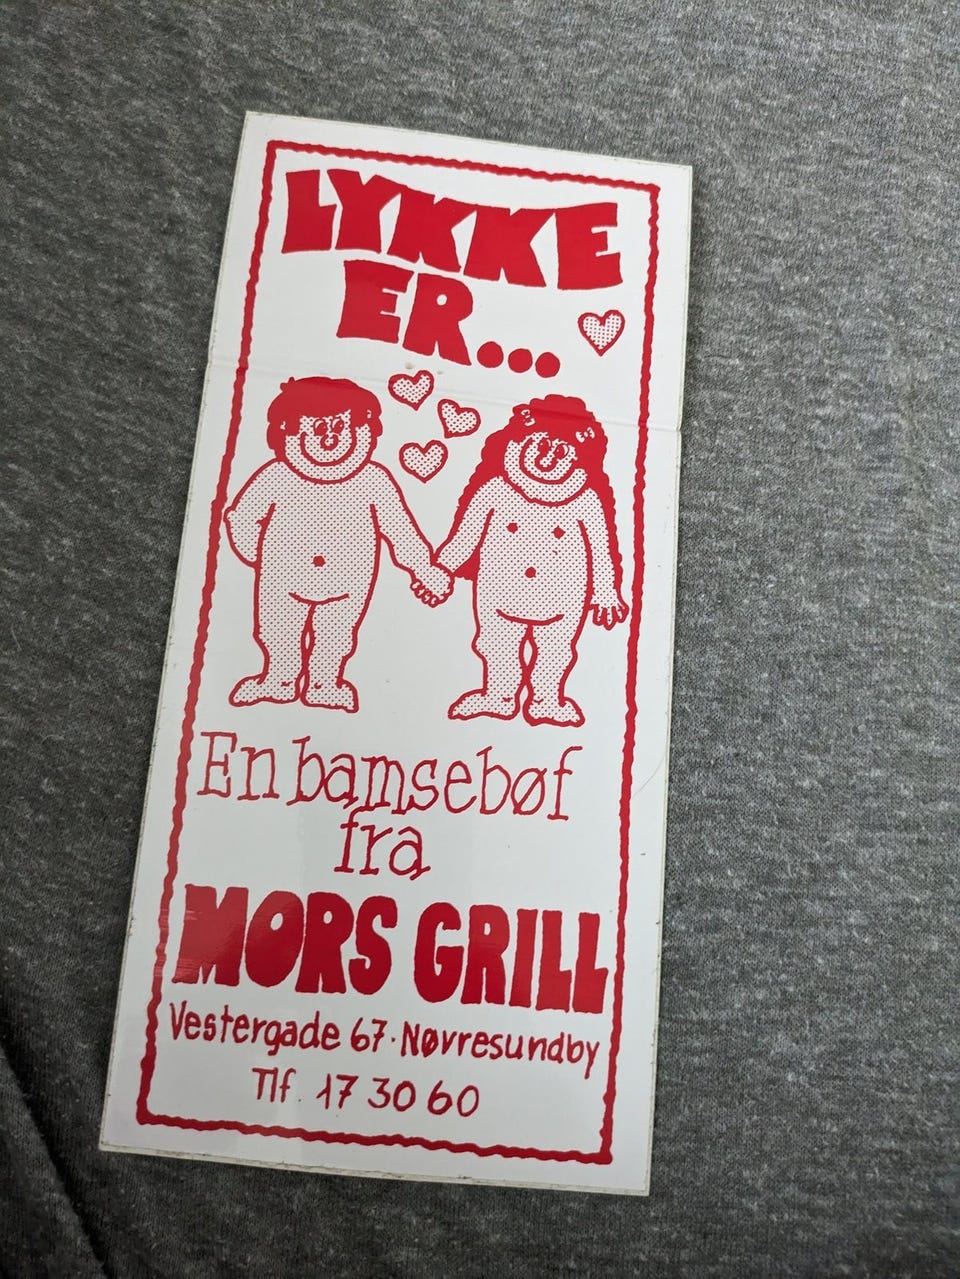 LYKKE
ER...
En bamsebøf
fra
MORS GRILL
Vestergade 67 · Nøvresundby
Tlf. 17 30 60